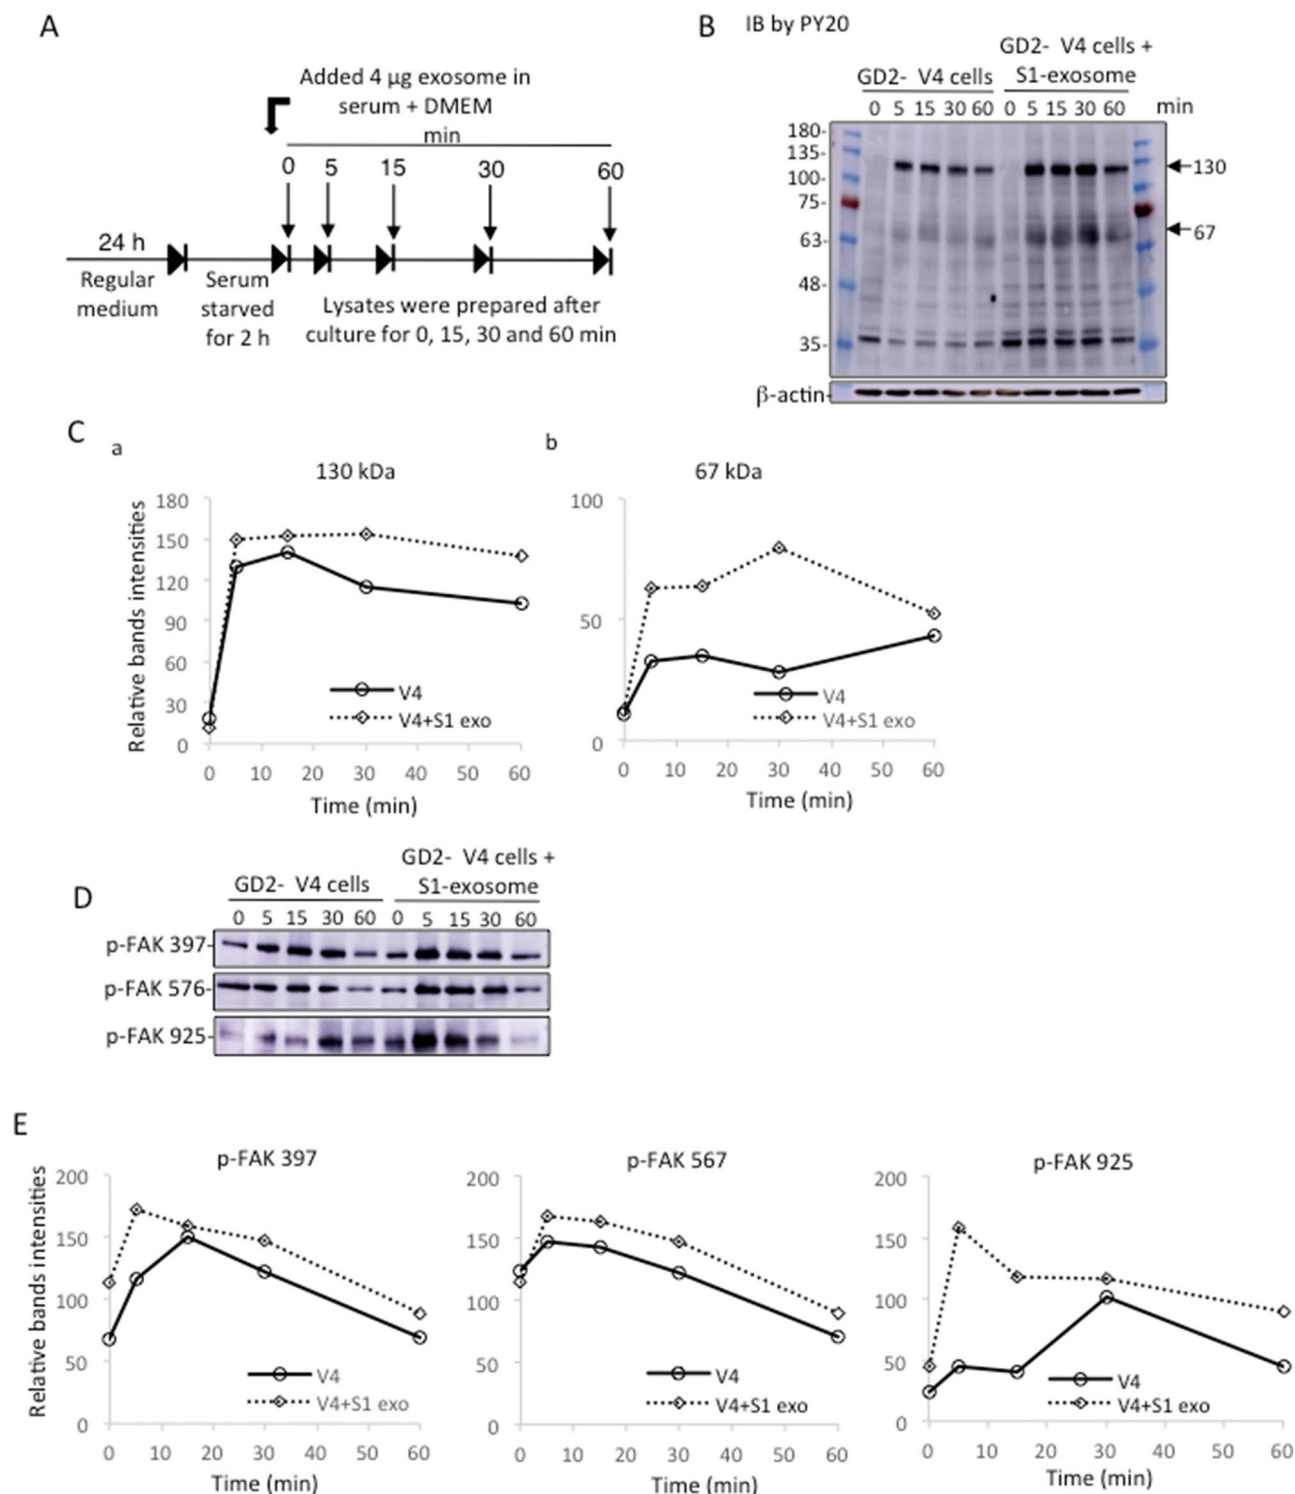 A
Added 4 µg exosome in
serum + DMEM
min
0 5 15 30 60
24 h
Regular
medium
Serum
starved
for 2 h
Lysates were prepared after
culture for 0, 15, 30 and 60 min
B IB by PY20
GD2- V4 cells
GD2- V4 cells +
S1-exosome
0 5 15 30 60 0 5 15 30 60 min
180-
135-
100-
75-
63-
48-
35-
130
67
β-actin-
C
a
130 kDa
Relative bands intensities
180
150
120
90
60
30
0
V4
V4+S1 exo
0 10 20 30 40 50 60
Time (min)
b
67 kDa
100
50
0
V4
V4+S1 exo
0 10 20 30 40 50 60
Time (min)
D
GD2- V4 cells
GD2- V4 cells +
S1-exosome
0 5 15 30 60 0 5 15 30 60
p-FAK 397-
p-FAK 576-
p-FAK 925-
E
p-FAK 397
Relative bands intensities
200
150
100
50
0
V4
V4+S1 exo
0 10 20 30 40 50 60
Time (min)
p-FAK 567
200
150
100
50
0
V4
V4+S1 exo
0 10 20 30 40 50 60
Time (min)
p-FAK 925
200
150
100
50
0
V4
V4+S1 exo
0 10 20 30 40 50 60
Time (min)